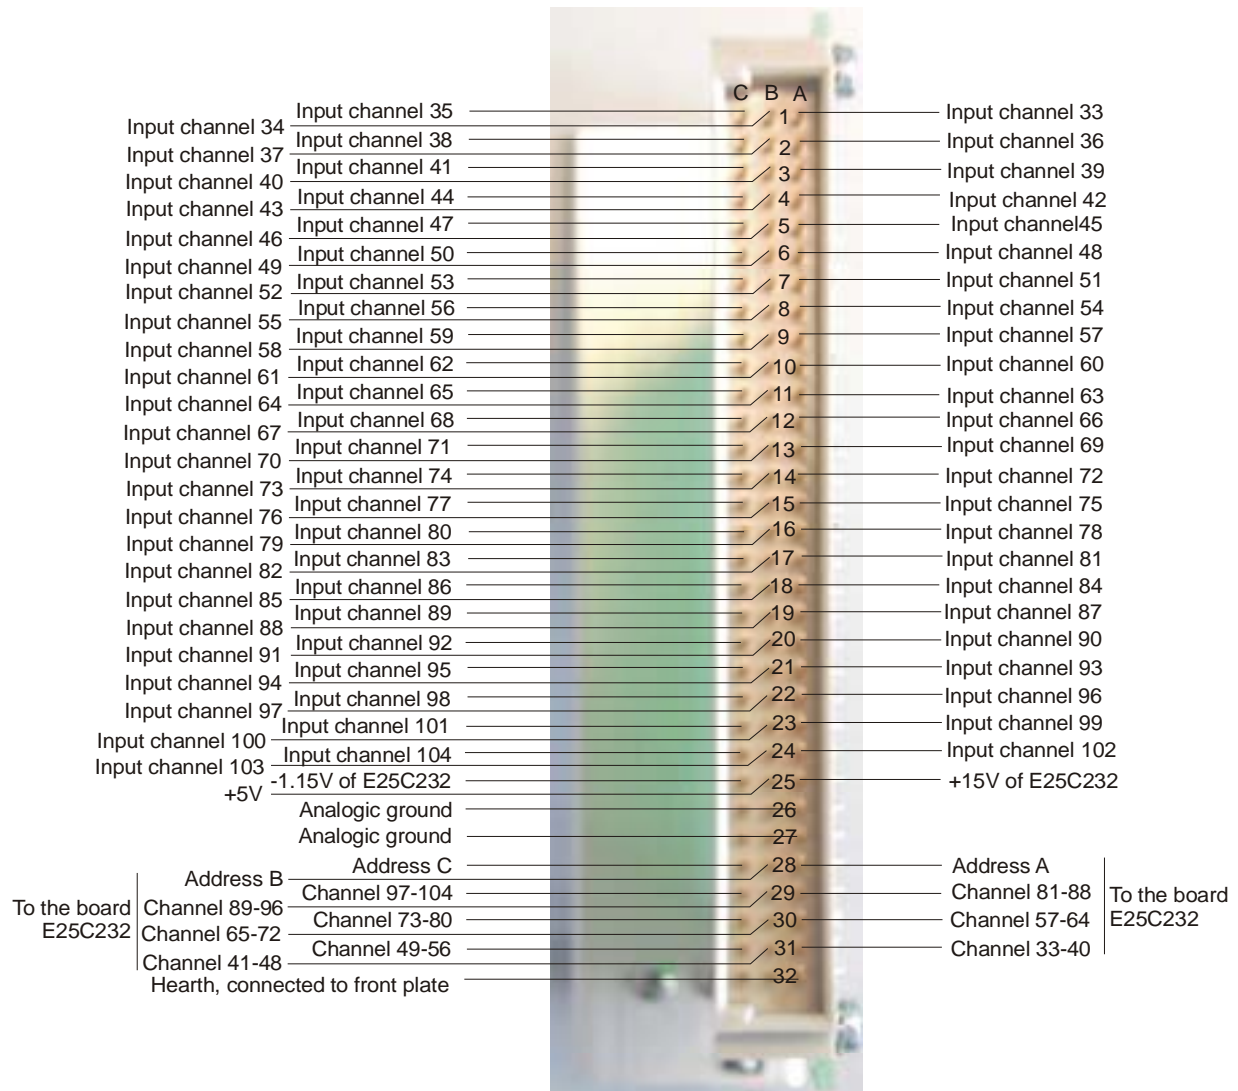 C B A
Input channel 35 Input channel 33
Input channel 34 1
Input channel 38 Input channel 36
Input channel 37 2
Input channel 41 Input channel 39
Input channel 40 3
Input channel 44 Input channel 42
Input channel 43 4
Input channel 47 Input channel45
Input channel 46 5
Input channel 50 Input channel 48
Input channel 49 6
Input channel 53 Input channel 51
Input channel 52 7
Input channel 56 Input channel 54
Input channel 55 8
Input channel 59 Input channel 57
Input channel 58 9
Input channel 62 Input channel 60
Input channel 61 10
Input channel 65 Input channel 63
Input channel 64 11
Input channel 68 Input channel 66
Input channel 67 12
Input channel 71 Input channel 69
Input channel 70 13
Input channel 74 Input channel 72
Input channel 73 14
Input channel 77 Input channel 75
Input channel 76 15
Input channel 80 Input channel 78
Input channel 79 16
Input channel 83 Input channel 81
Input channel 82 17
Input channel 86 Input channel 84
Input channel 85 18
Input channel 89 Input channel 87
Input channel 88 19
Input channel 92 Input channel 90
Input channel 91 20
Input channel 95 Input channel 93
Input channel 94 21
Input channel 98 Input channel 96
Input channel 97 22
Input channel 101 Input channel 99
Input channel 100 23
Input channel 104 Input channel 102
Input channel 103 24
-1.15V of E25C232 +15V of E25C232
+5V 25
Analogic ground 26
Analogic ground 27
Address C 28 Address A
Address B
Channel 97-104 29 Channel 81-88
Channel 89-96
Channel 73-80 30 Channel 57-64
Channel 65-72
Channel 49-56 31 Channel 33-40
Channel 41-48
To the board
E25C232
To the board
E25C232
Hearth, connected to front plate 32